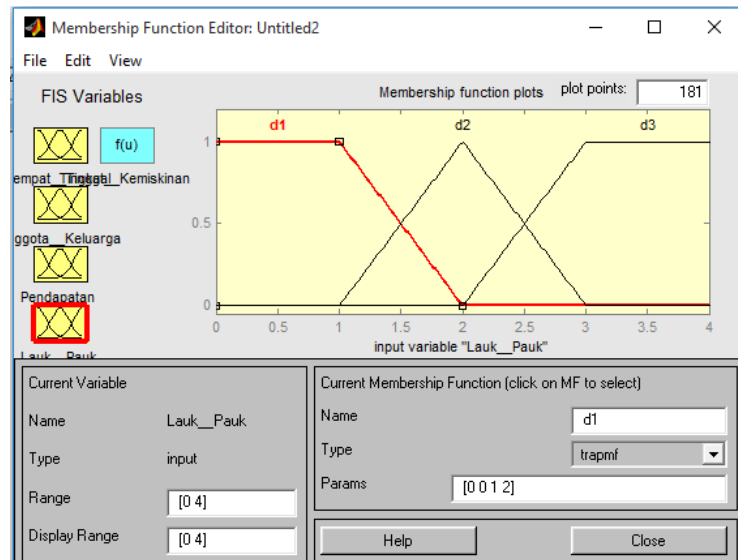 Membership Function Editor: Untitled2
File Edit View
FIS Variables
Membership function plots plot points: 181
f(u)
Kemiskinan
ggota__Keluarga
Pendapatan
Lauk__Pauk
d1 d2 d3
1
0.5
0
0 0.5 1 1.5 2 2.5 3 3.5 4
input variable "Lauk__Pauk"
Current Variable
Name Lauk__Pauk
Type input
Range [0 4]
Display Range [0 4]
Current Membership Function (click on MF to select)
Name d1
Type trapmf
Params [0 0 1 2]
Help Close